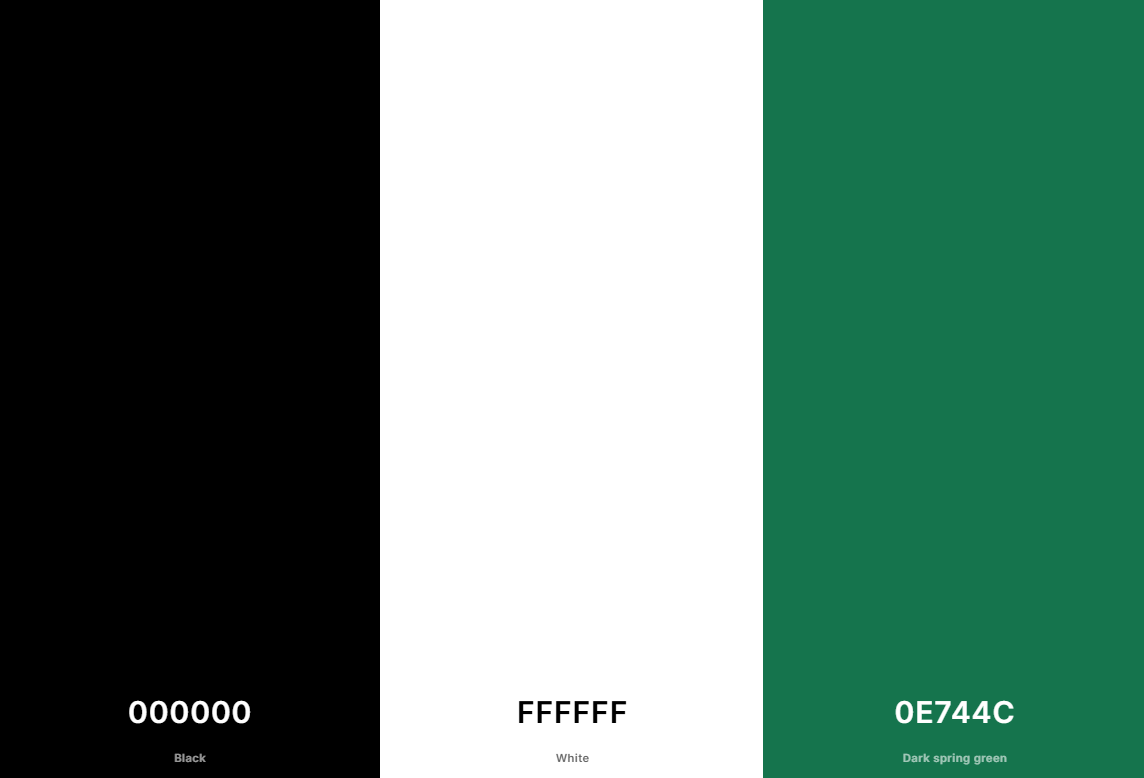 000000
Black
FFFFFF
White
0E744C
Dark spring green